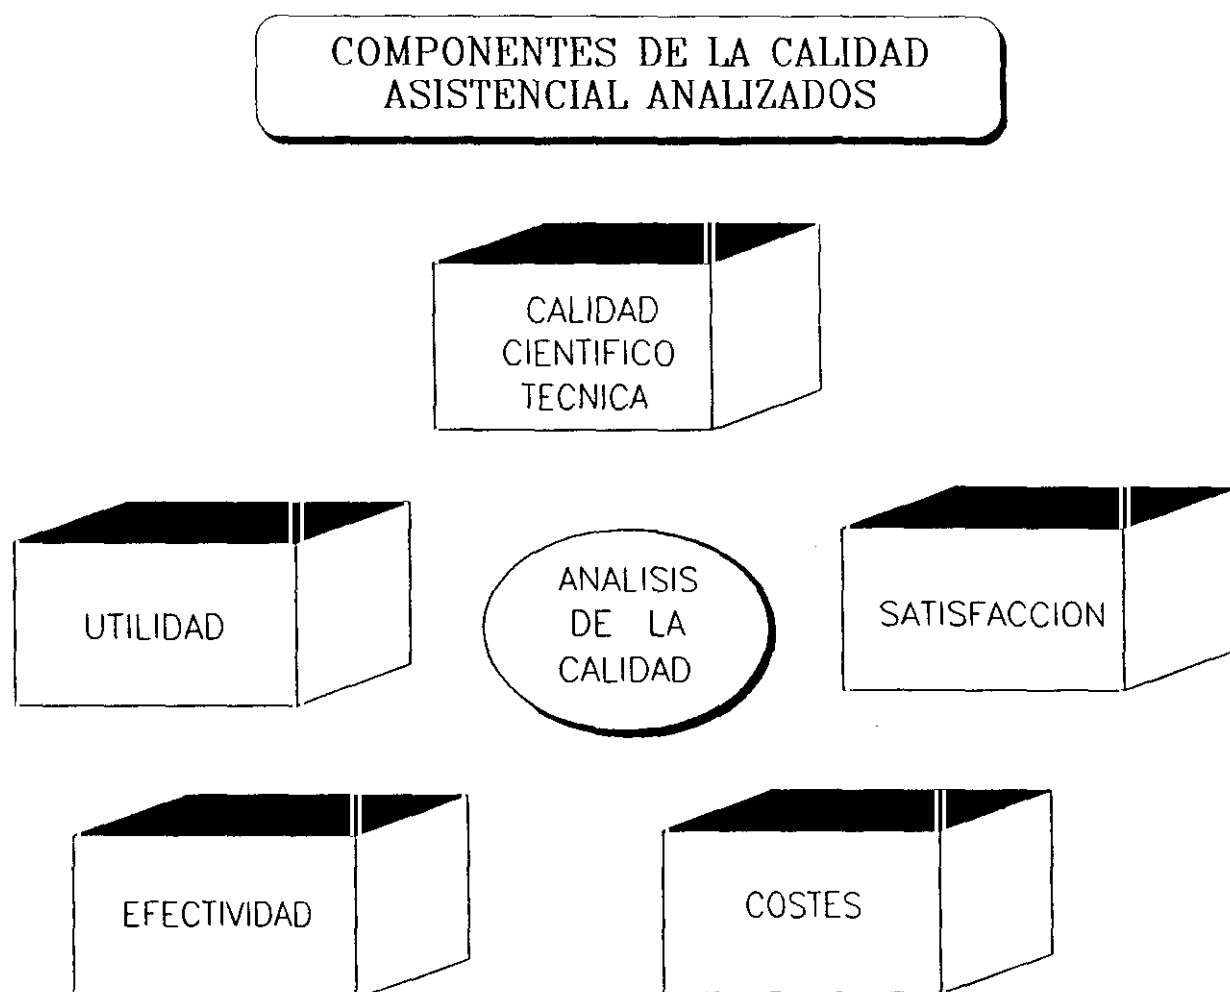 COMPONENTES DE LA CALIDAD
ASISTENCIAL ANALIZADOS
CALIDAD
CIENTIFICO
TECNICA
UTILIDAD
ANALISIS
DE LA
CALIDAD
SATISFACCION
EFECTIVIDAD
COSTES